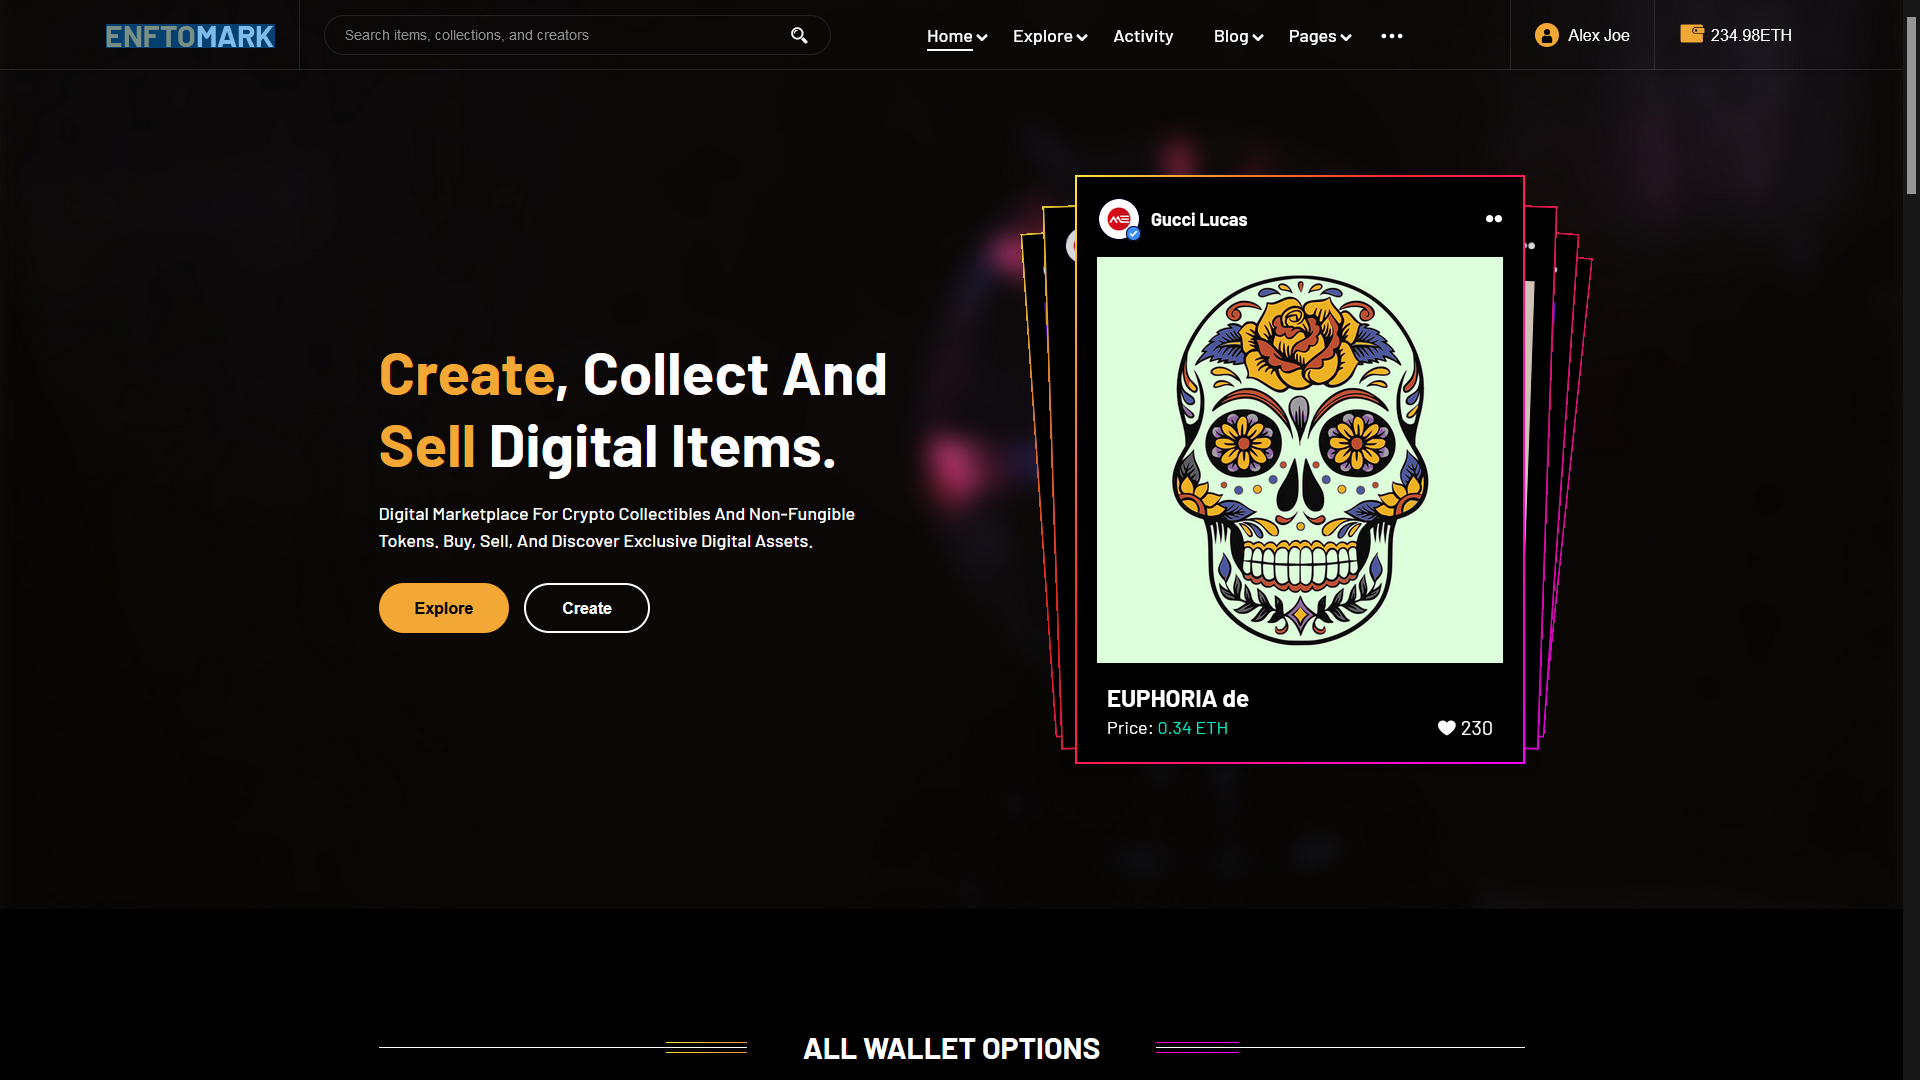 ENFTOMARK
Search items, collections, and creators
Home
Explore
Activity
Blog
Pages
Alex Joe
234.98ETH
Create, Collect And
Sell Digital Items.
Digital Marketplace For Crypto Collectibles And Non-Fungible
Tokens. Buy, Sell, And Discover Exclusive Digital Assets.
Explore
Create
ME
Gucci Lucas
EUPHORIA de
Price: 0.34 ETH
230
ALL WALLET OPTIONS